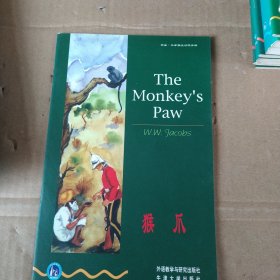 The
Monkey's
Paw
W.W. Jacobs
猴 爪
外语教学与研究出版社
牛津大学出版社